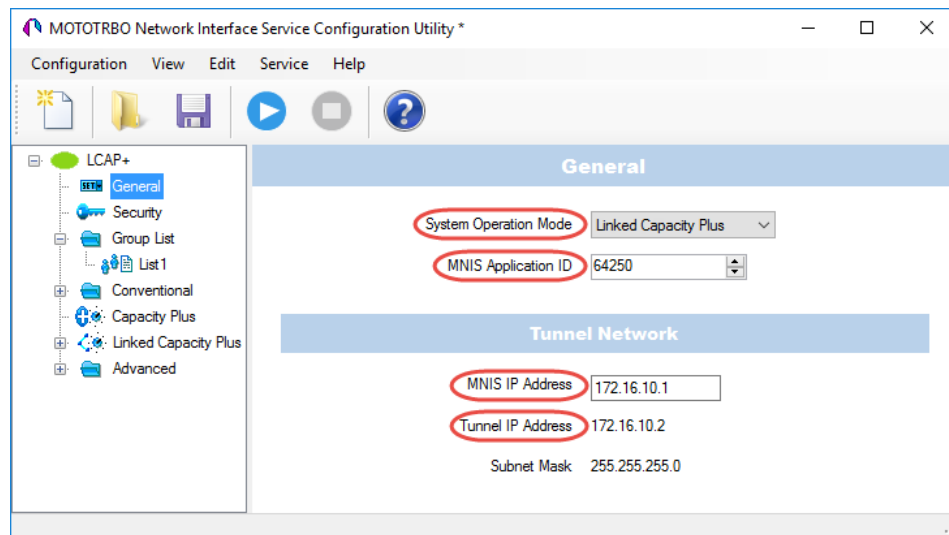 MOTOTRBO Network Interface Service Configuration Utility *
Configuration View Edit Service Help
LCAP+
SET General
Security
Group List
List1
Conventional
Capacity Plus
Linked Capacity Plus
Advanced
General
System Operation Mode Linked Capacity Plus
MNIS Application ID 64250
Tunnel Network
MNIS IP Address 172.16.10.1
Tunnel IP Address 172.16.10.2
Subnet Mask 255.255.255.0